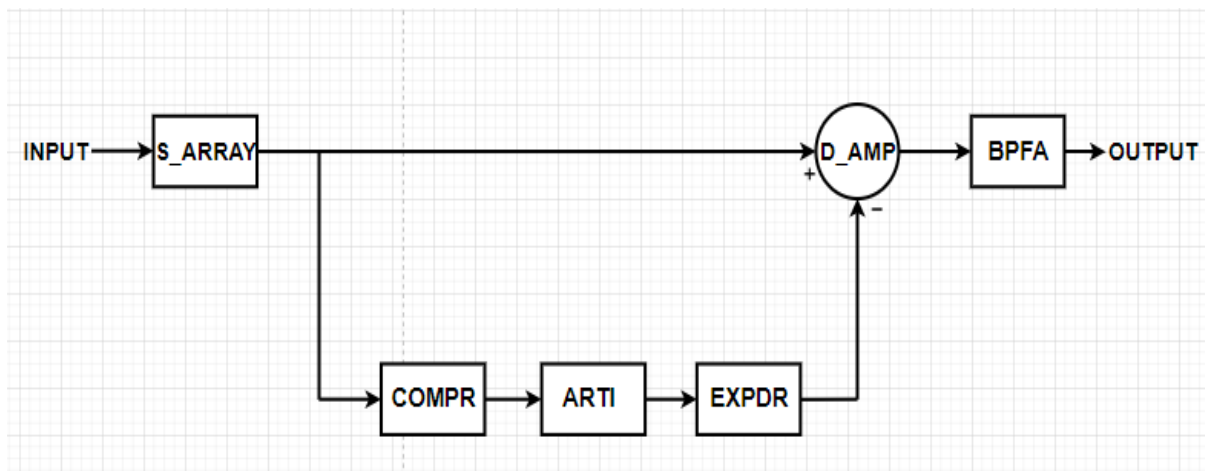 INPUT S_ARRAY D_AMP BPFA OUTPUT
+
−
COMPR ARTI EXPDR